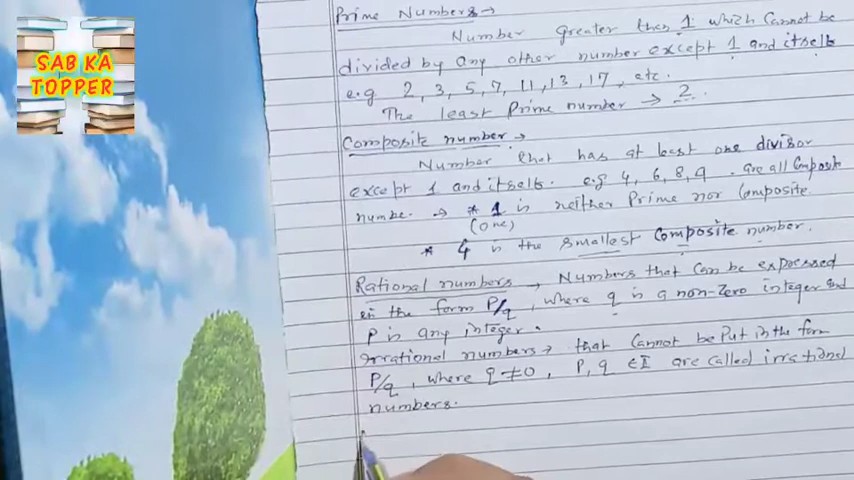 SAB KA
TOPPER
Prime Numbers →
Number greater then 1 which Cannot be
divided by any other number except 1 and itself
e.g 2, 3, 5, 7, 11, 13, 17, etc.
The least Prime number → 2.
Composite number →
Number that has at least one divisor
except 1 and itself. e.g 4, 6, 8, 9 . are all Composite
numbe. → * 1 is neither Prime nor Composite.
(One)
* 4 is the smallest Composite number.
Rational numbers → Numbers that can be expressed
in the form P/q, where q is a non-zero integer and
P is any integer.
irrational numbers → that Cannot be Put in the form
P/q, where q ≠ 0, P, q ∈ I are called irrational
numbers.